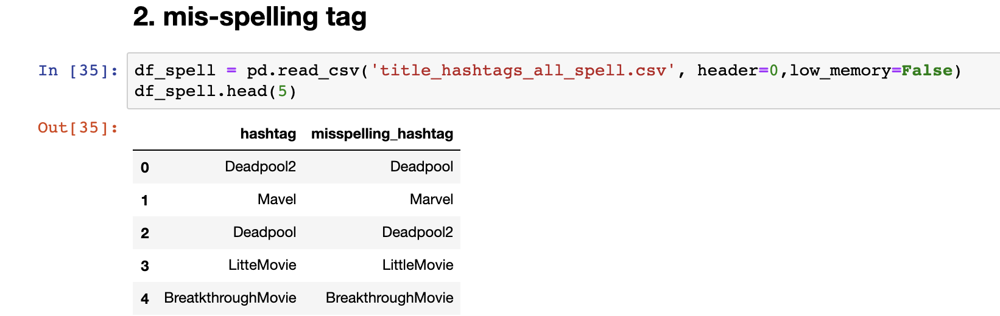 2. mis-spelling tag
In [35]: df_spell = pd.read_csv('title_hashtags_all_spell.csv', header=0,low_memory=False)
df_spell.head(5)
Out[35]:
hashtag misspelling_hashtag
0 Deadpool2 Deadpool
1 Mavel Marvel
2 Deadpool Deadpool2
3 LitteMovie LittleMovie
4 BreatkthroughMovie BreakthroughMovie